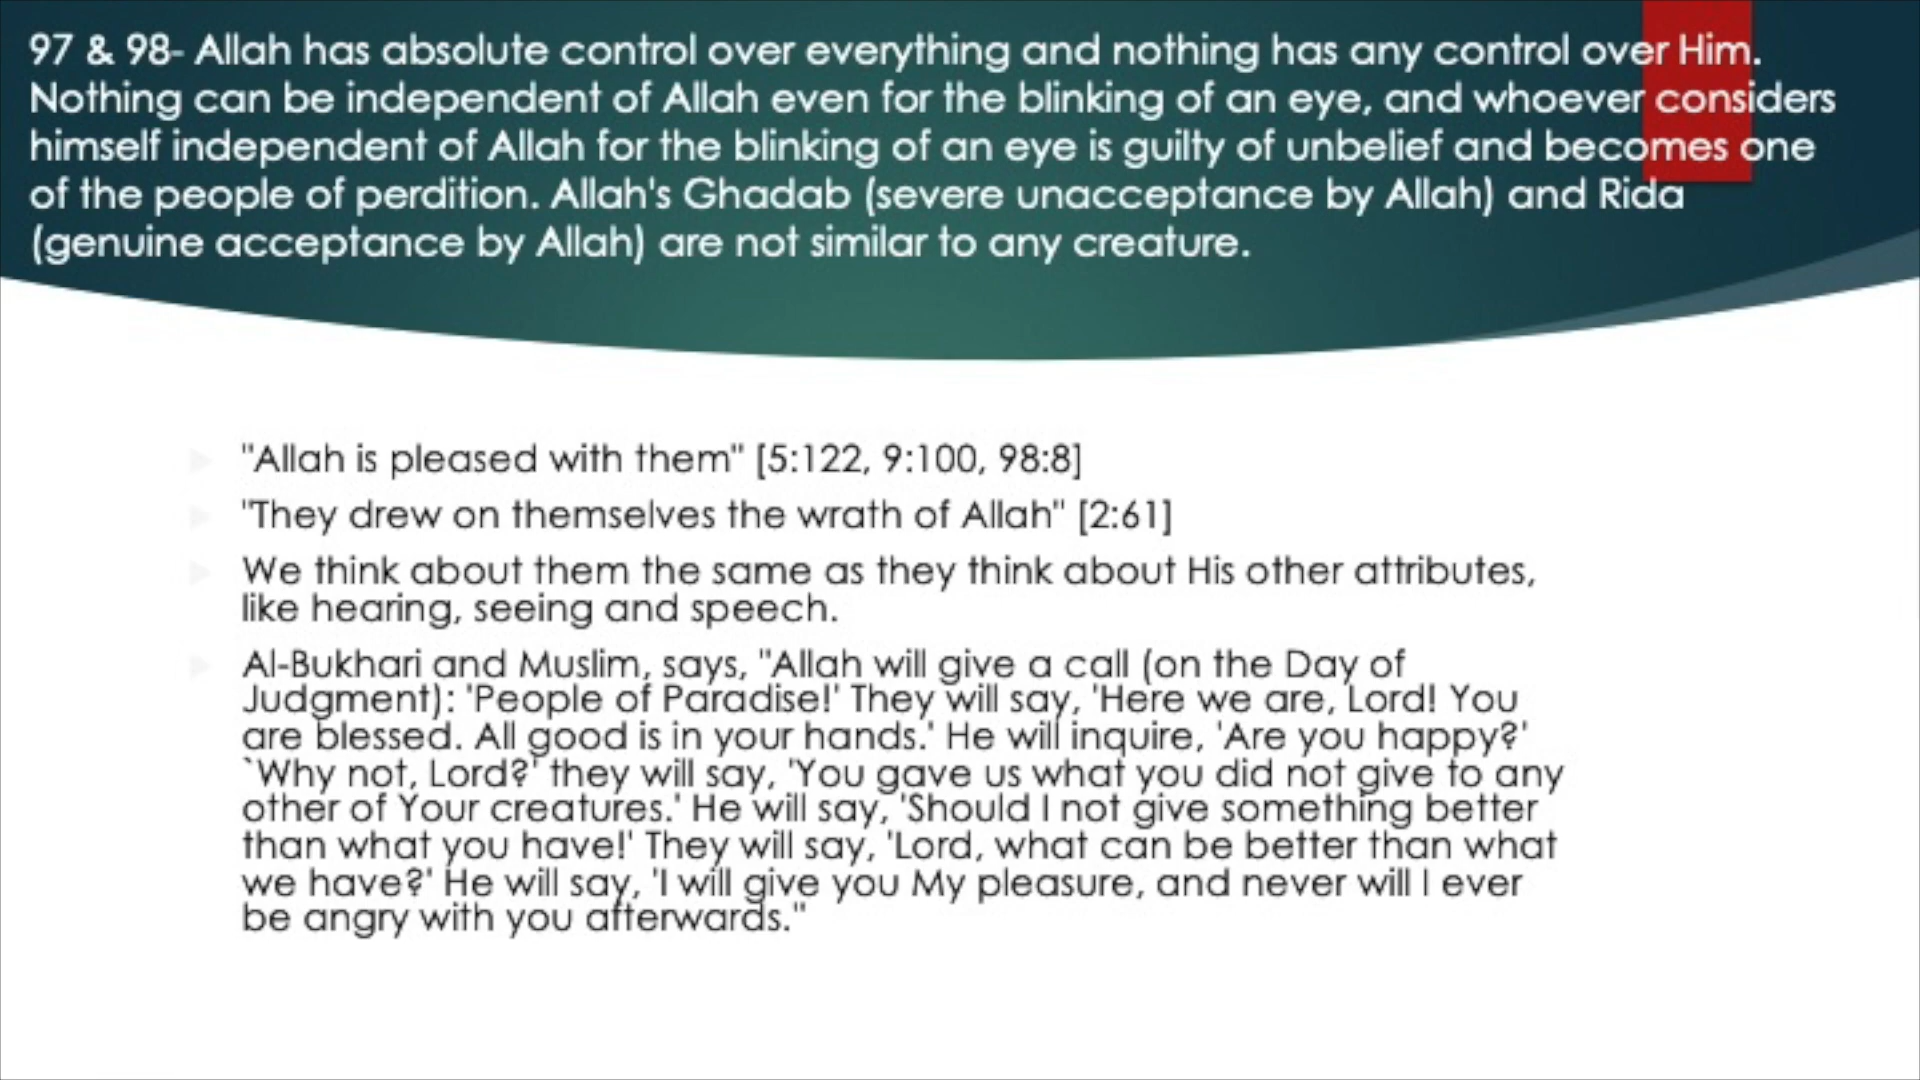 97 & 98- Allah has absolute control over everything and nothing has any control over Him.
Nothing can be independent of Allah even for the blinking of an eye, and whoever considers
himself independent of Allah for the blinking of an eye is guilty of unbelief and becomes one
of the people of perdition. Allah's Ghadab (severe unacceptance by Allah) and Rida
(genuine acceptance by Allah) are not similar to any creature.
"Allah is pleased with them" [5:122, 9:100, 98:8]
"They drew on themselves the wrath of Allah" [2:61]
We think about them the same as they think about His other attributes,
like hearing, seeing and speech.
Al-Bukhari and Muslim, says, "Allah will give a call (on the Day of
Judgment): 'People of Paradise!' They will say, 'Here we are, Lord! You
are blessed. All good is in your hands.' He will inquire, 'Are you happy?'
`Why not, Lord?' they will say, 'You gave us what you did not give to any
other of Your creatures.' He will say, 'Should I not give something better
than what you have!' They will say, 'Lord, what can be better than what
we have?' He will say, 'I will give you My pleasure, and never will I ever
be angry with you afterwards."